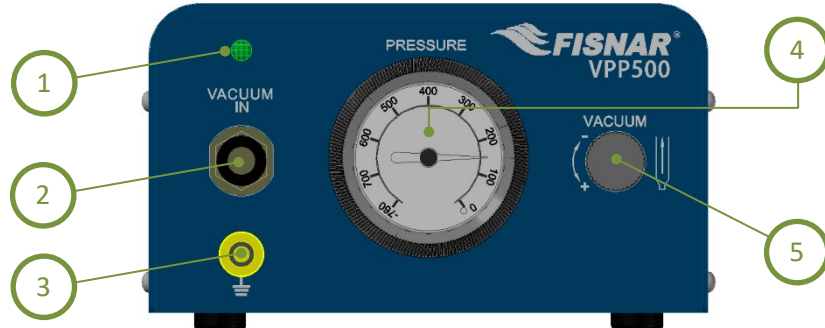 1
PRESSURE
FISNAR®
VPP500
4
VACUUM
IN
400
500
300
600
200
700
100
-760
0
VACUUM
-
+
2
3
5